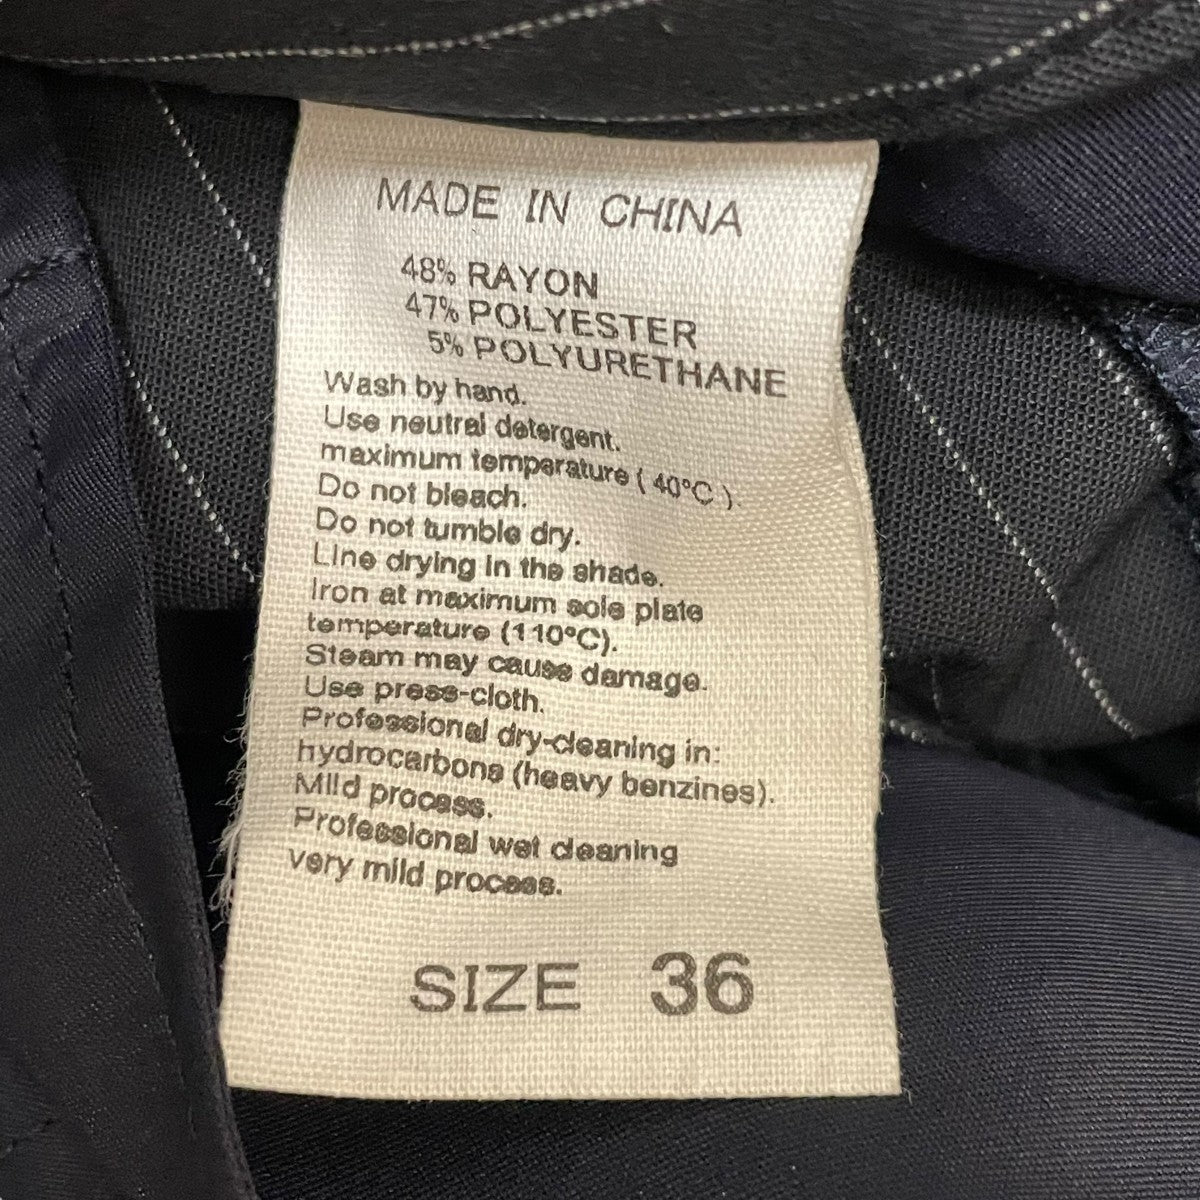 MADE IN CHINA
48% RAYON
47% POLYESTER
5% POLYURETHANE
Wash by hand.
Use neutral detergent.
maximum temperature ( 40°C ).
Do not bleach.
Do not tumble dry.
Line drying in the shade.
Iron at maximum sole plate
temperature (110°C).
Steam may cause damage.
Use press-cloth.
Professional dry-cleaning in:
hydrocarbons (heavy benzines).
Mild process.
Professional wet cleaning
very mild process.
SIZE 36